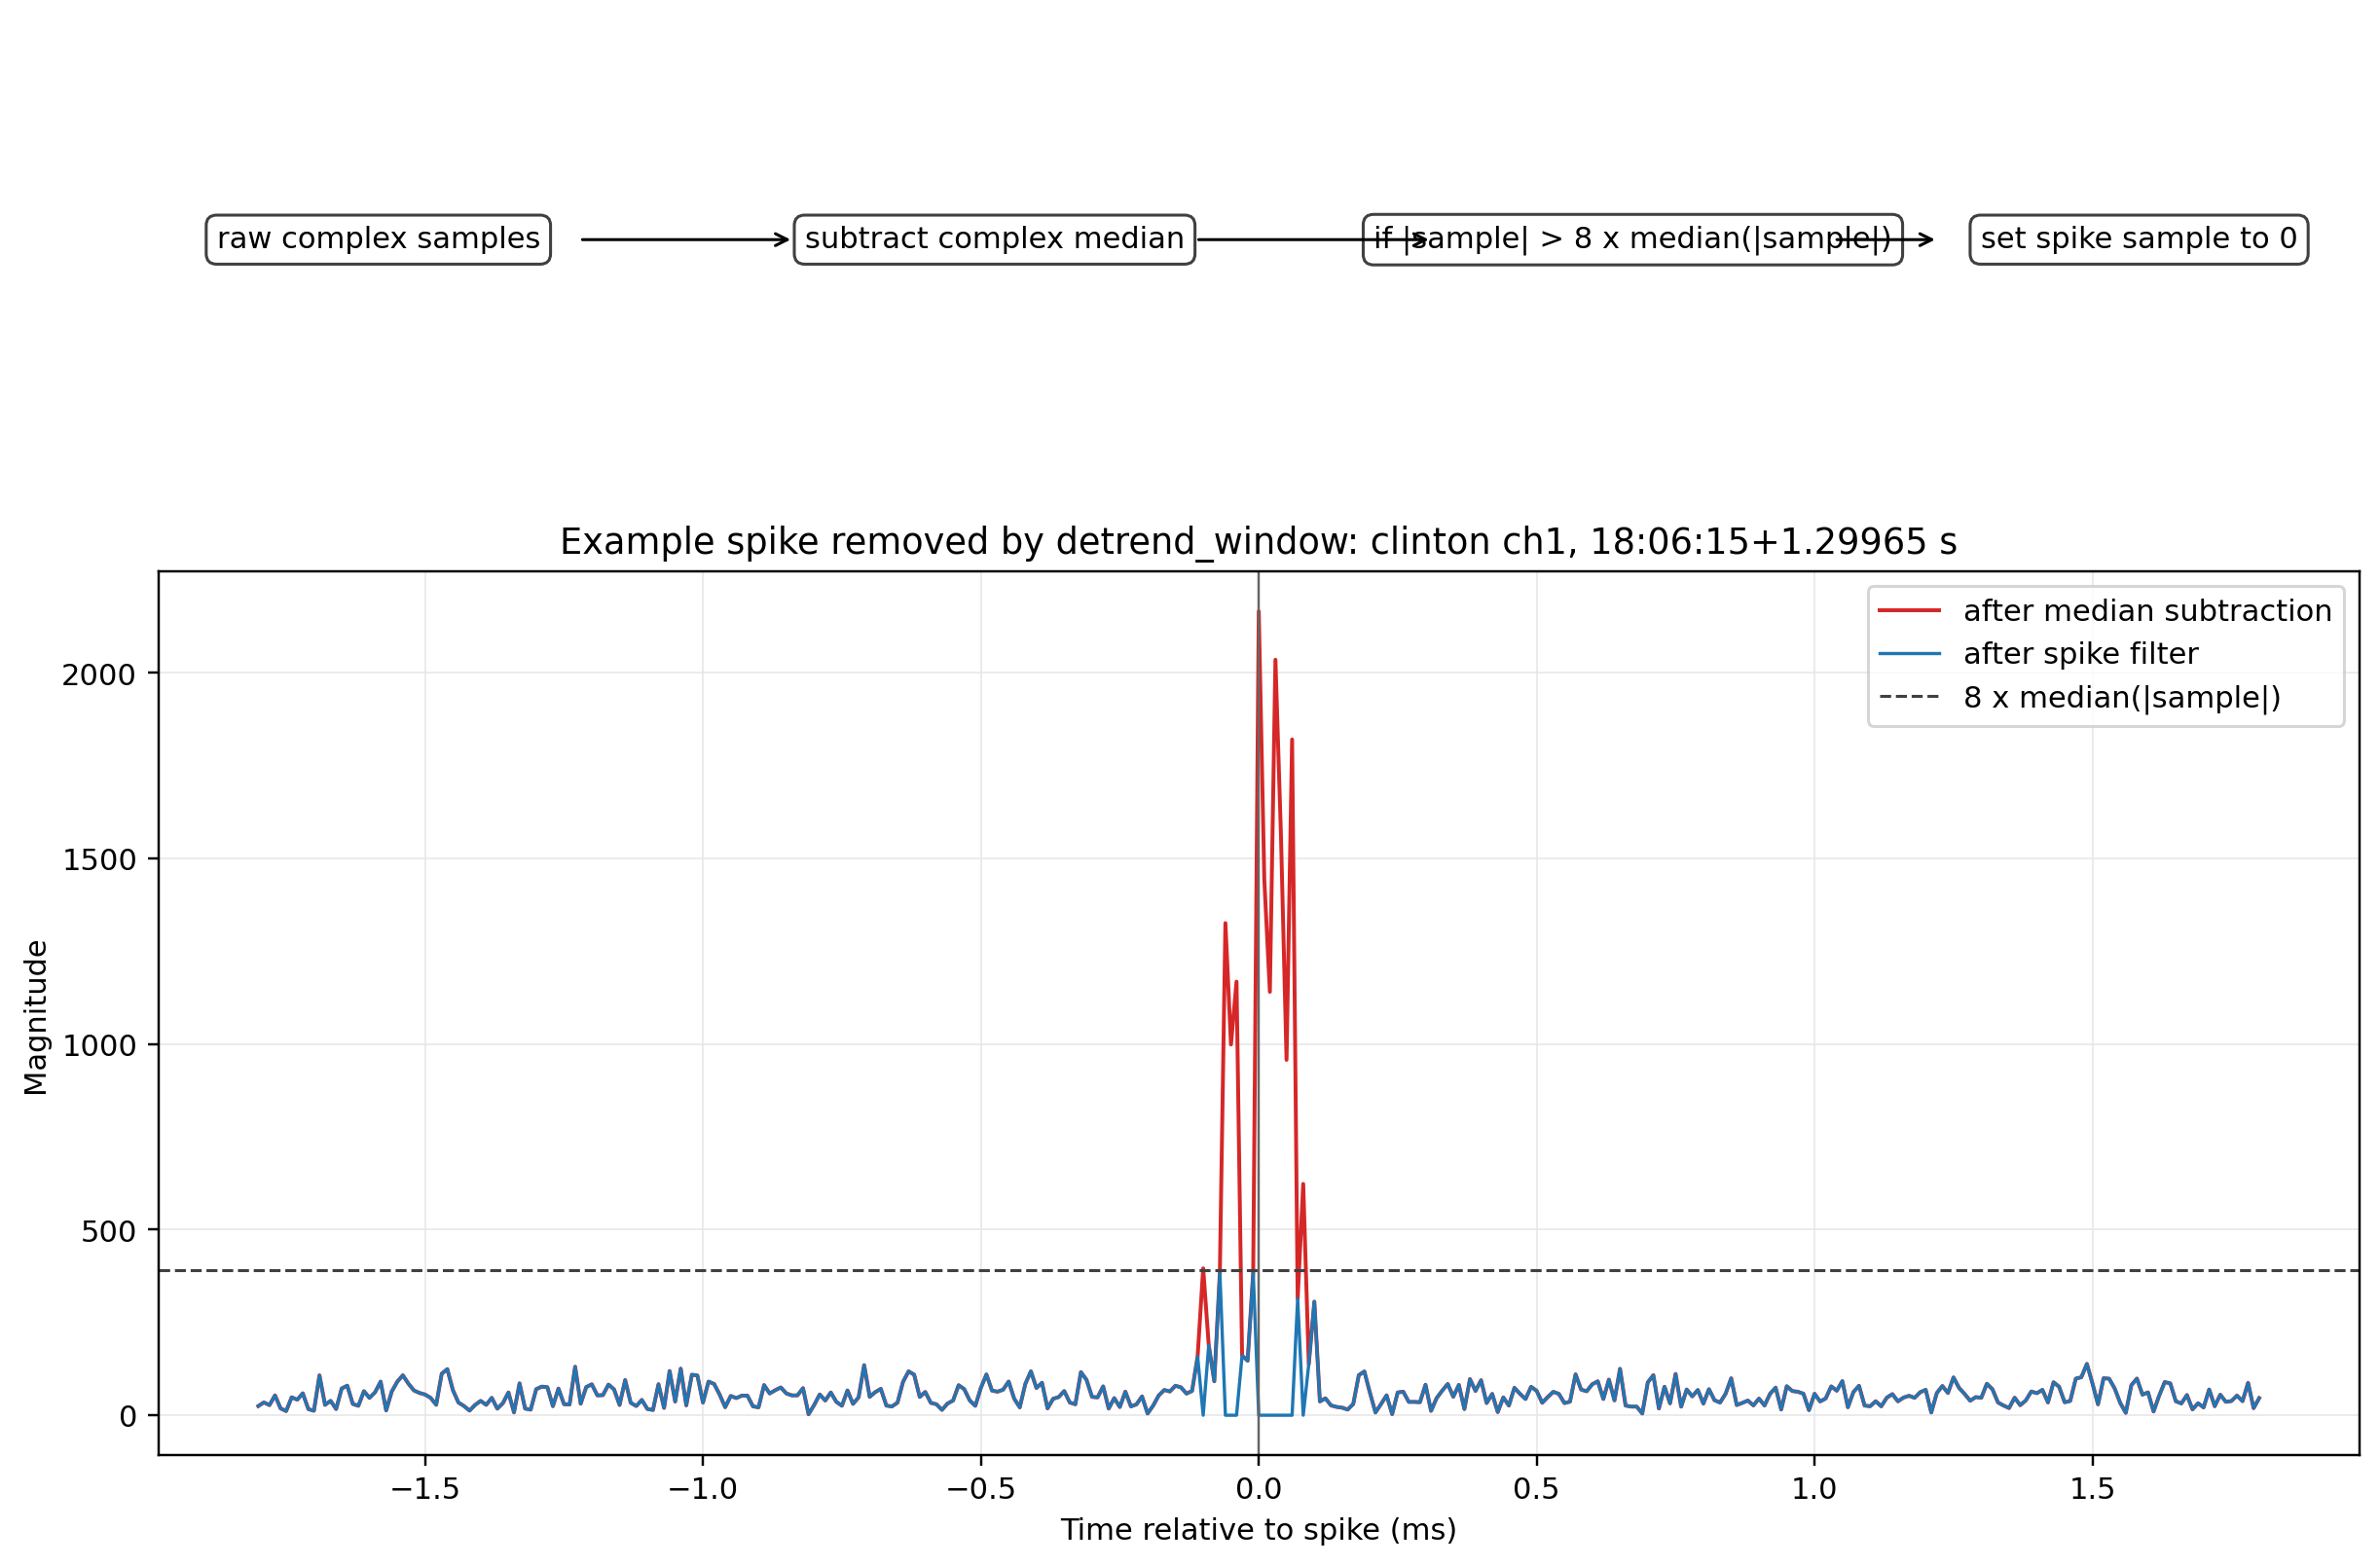 raw complex samples
subtract complex median
if |sample| > 8 x median(|sample|)
set spike sample to 0
Example spike removed by detrend_window: clinton ch1, 18:06:15+1.29965 s
after median subtraction
after spike filter
8 x median(|sample|)
2000
1500
1000
500
0
Magnitude
−1.5
−1.0
−0.5
0.0
0.5
1.0
1.5
Time relative to spike (ms)